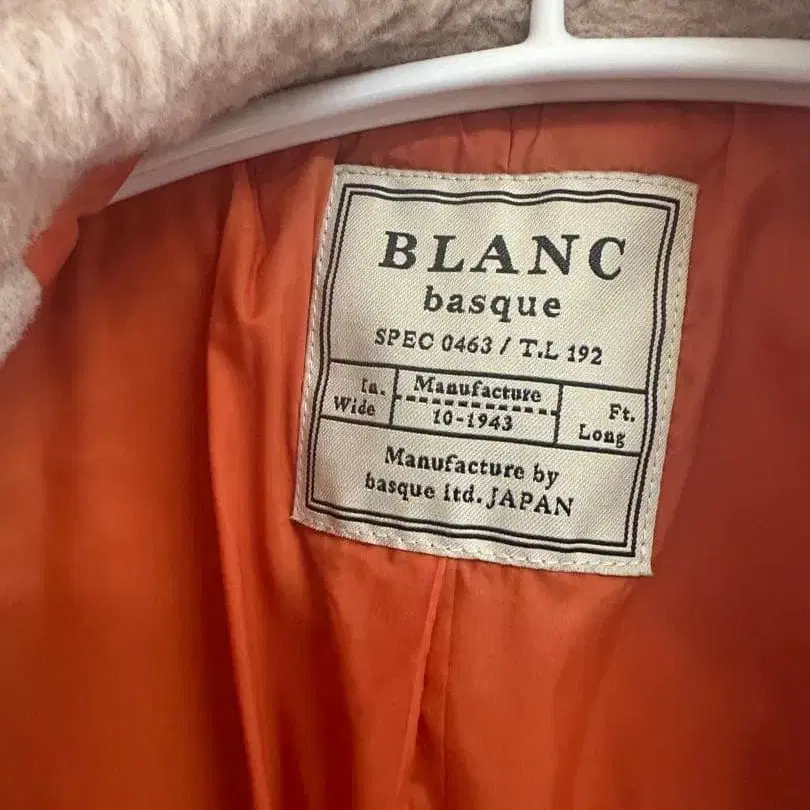 BLANC
basque
SPEC 0463 / T.L 192
In.
Wide
Manufacture
10-1943
Ft.
Long
Manufacture by
basque ltd. JAPAN